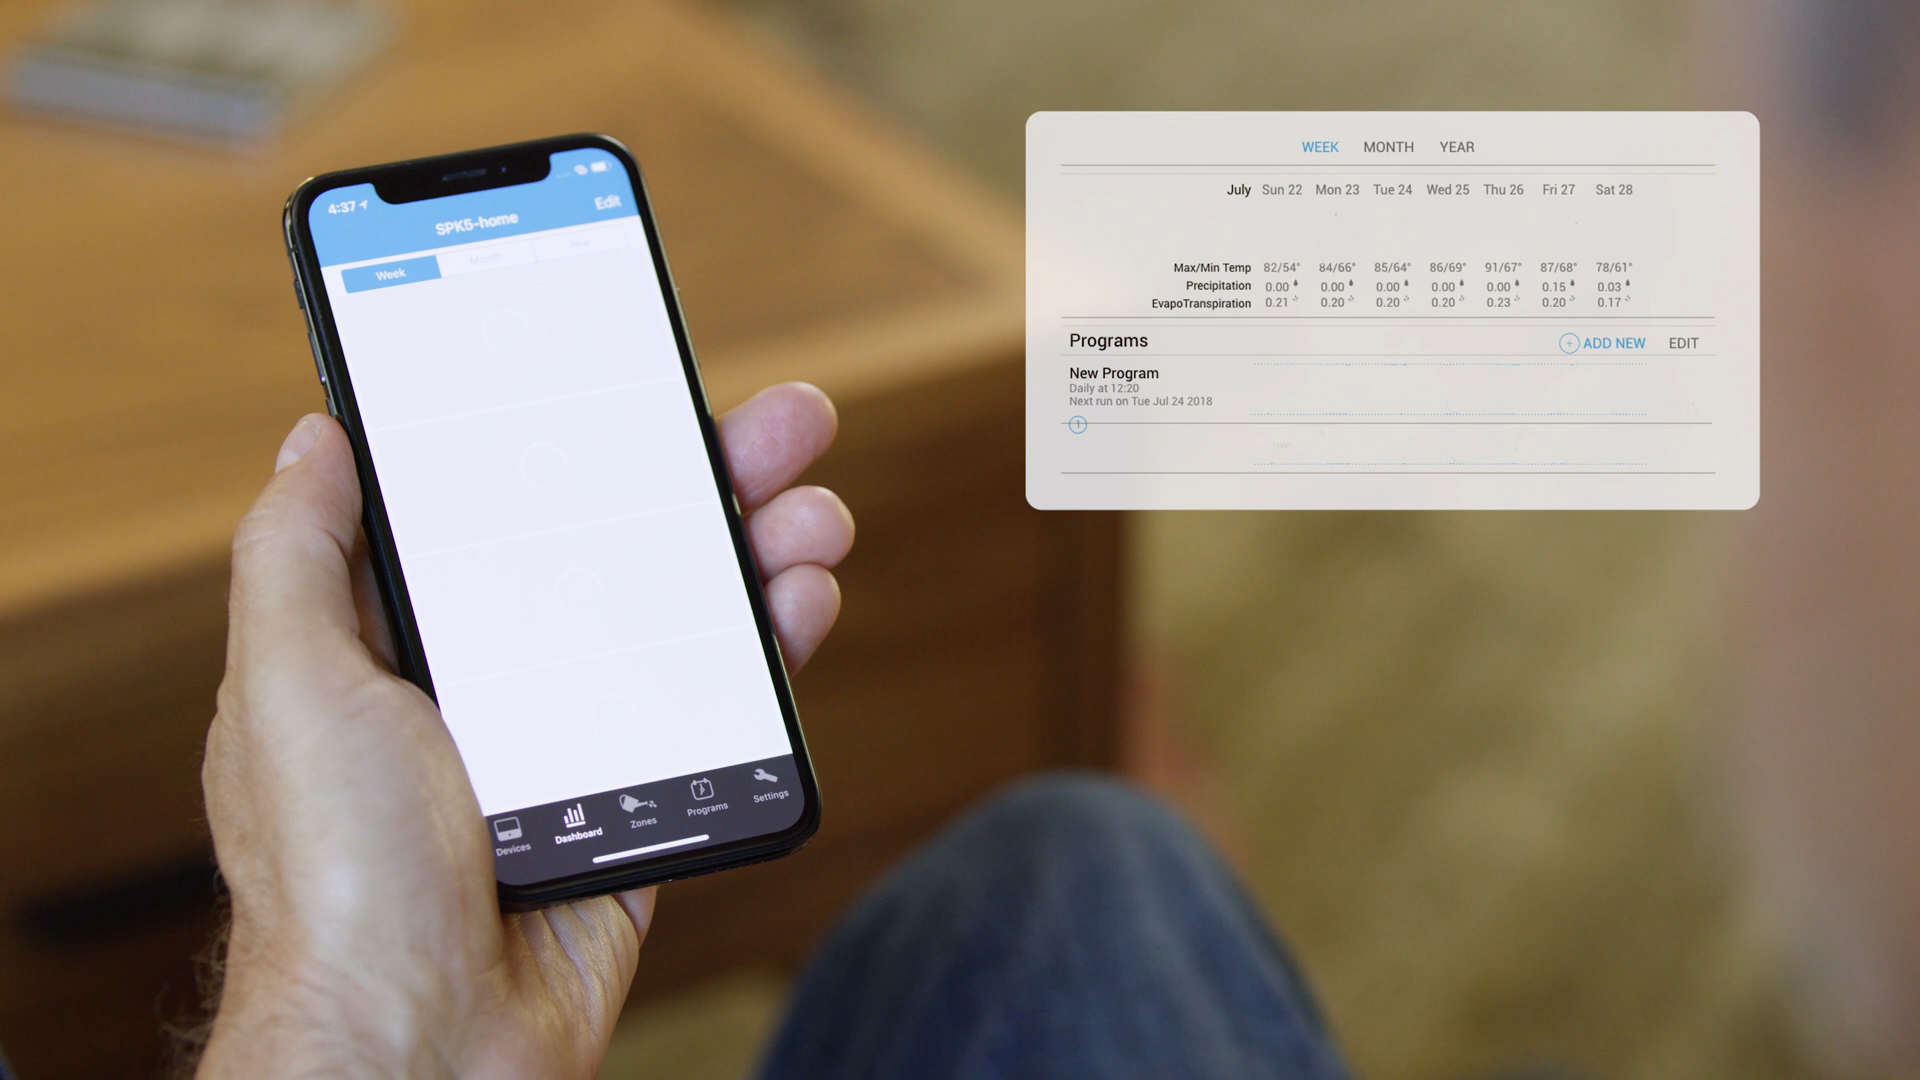 4:37
SPK5-home
Edit
Week
Month
Year
Devices
Dashboard
Zones
Programs
Settings
WEEK MONTH YEAR
July Sun 22 Mon 23 Tue 24 Wed 25 Thu 26 Fri 27 Sat 28
Max/Min Temp 82/54° 84/66° 85/64° 86/69° 91/67° 87/68° 78/61°
Precipitation 0.00 0.00 0.00 0.00 0.00 0.15 0.03
EvapoTranspiration 0.21 0.20 0.20 0.20 0.23 0.20 0.17
Programs
+ ADD NEW EDIT
New Program
Daily at 12:20
Next run on Tue Jul 24 2018
1